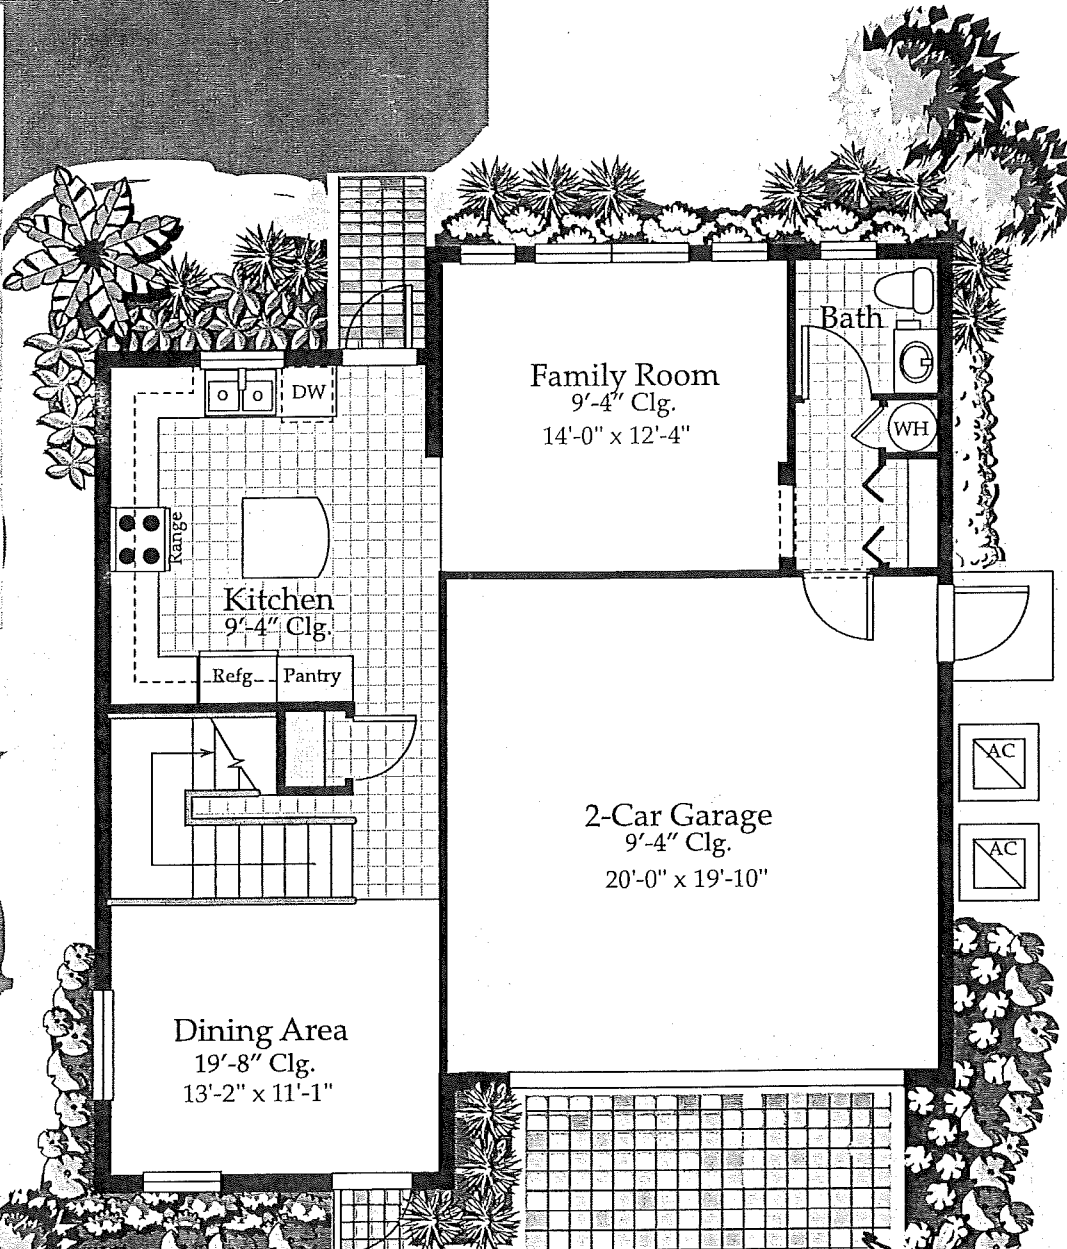 Bath
DW
Family Room
9'-4" Clg.
14'-0" x 12'-4"
WH
Range
Kitchen
9'-4" Clg.
Refg.
Pantry
AC
2-Car Garage
9'-4" Clg.
20'-0" x 19'-10"
AC
Dining Area
19'-8" Clg.
13'-2" x 11'-1"